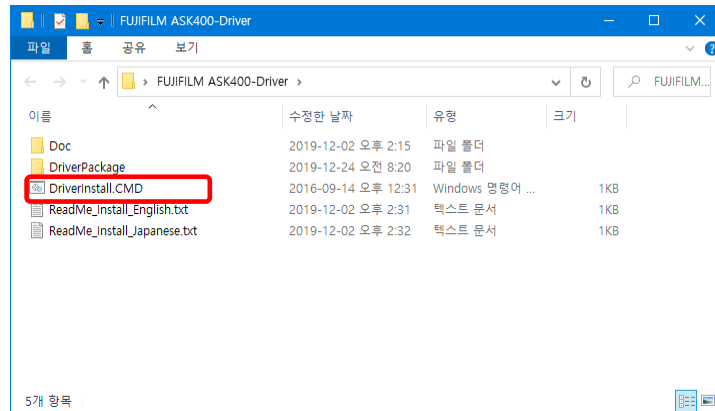 FUJIFILM ASK400-Driver
파일 홈 공유 보기
FUJIFILM ASK400-Driver
FUJIFILM...
이름 수정한 날짜 유형 크기
Doc 2019-12-02 오후 2:15 파일 폴더
DriverPackage 2019-12-24 오전 8:20 파일 폴더
DriverInstall.CMD 2016-09-14 오후 12:31 Windows 명령어 ... 1KB
ReadMe_Install_English.txt 2019-12-02 오후 2:31 텍스트 문서 1KB
ReadMe_Install_Japanese.txt 2019-12-02 오후 2:32 텍스트 문서 1KB
5개 항목